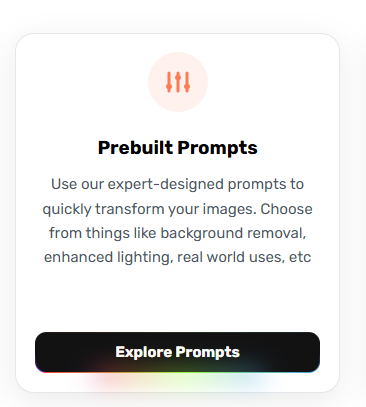 Prebuilt Prompts
Use our expert-designed prompts to
quickly transform your images. Choose
from things like background removal,
enhanced lighting, real world uses, etc
Explore Prompts